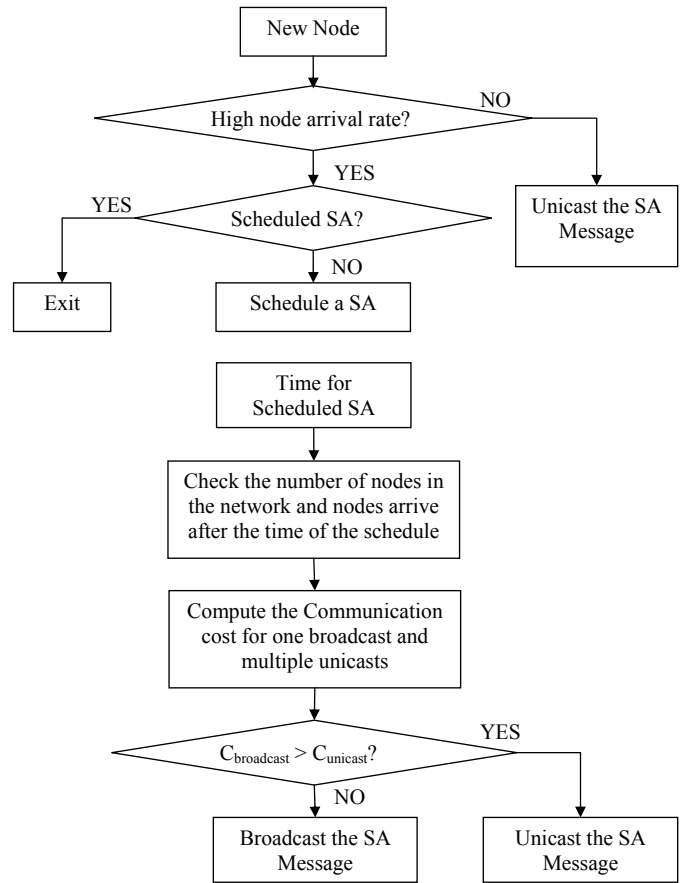 New Node
High node arrival rate?
NO
YES
Unicast the SA
Message
YES
Scheduled SA?
NO
Exit
Schedule a SA
Time for
Scheduled SA
Check the number of nodes in
the network and nodes arrive
after the time of the schedule
Compute the Communication
cost for one broadcast and
multiple unicasts
YES
Cbroadcast > Cunicast?
NO
Broadcast the SA
Message
Unicast the SA
Message